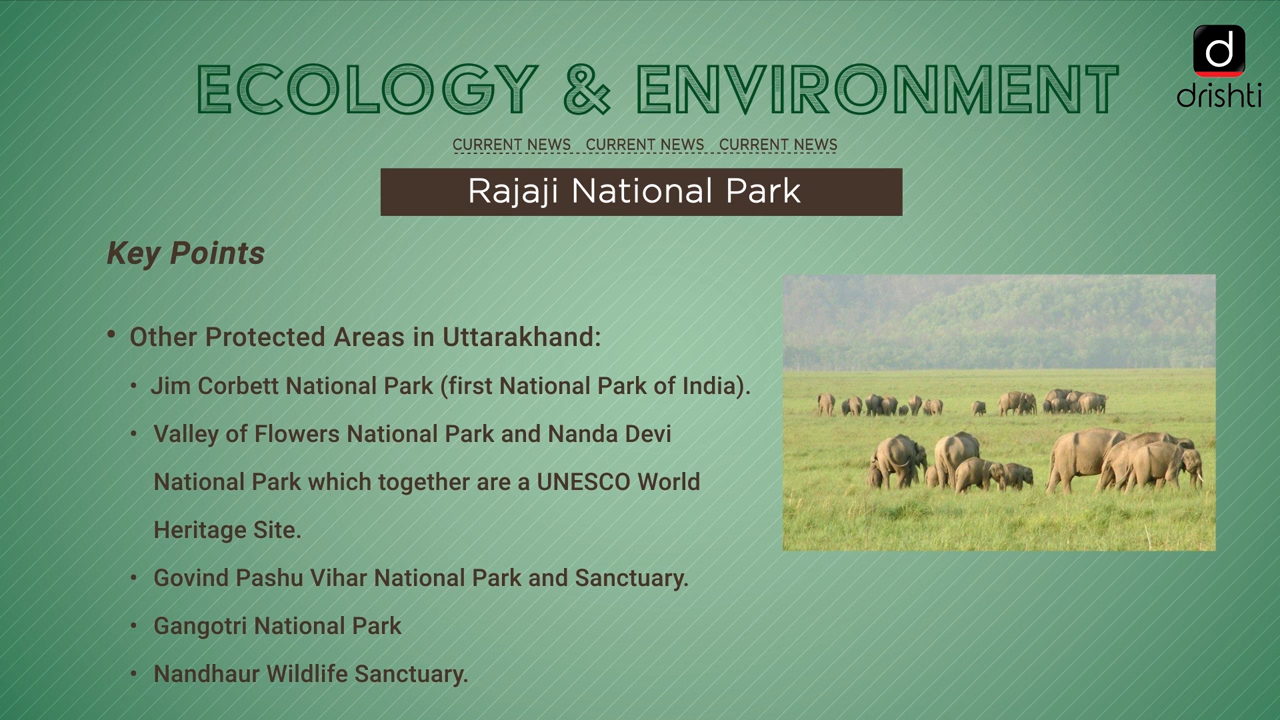 d
drishti
ECOLOGY & ENVIRONMENT
CURRENT NEWS CURRENT NEWS CURRENT NEWS
Rajaji National Park
Key Points
• Other Protected Areas in Uttarakhand:
• Jim Corbett National Park (first National Park of India).
• Valley of Flowers National Park and Nanda Devi
National Park which together are a UNESCO World
Heritage Site.
• Govind Pashu Vihar National Park and Sanctuary.
• Gangotri National Park
• Nandhaur Wildlife Sanctuary.